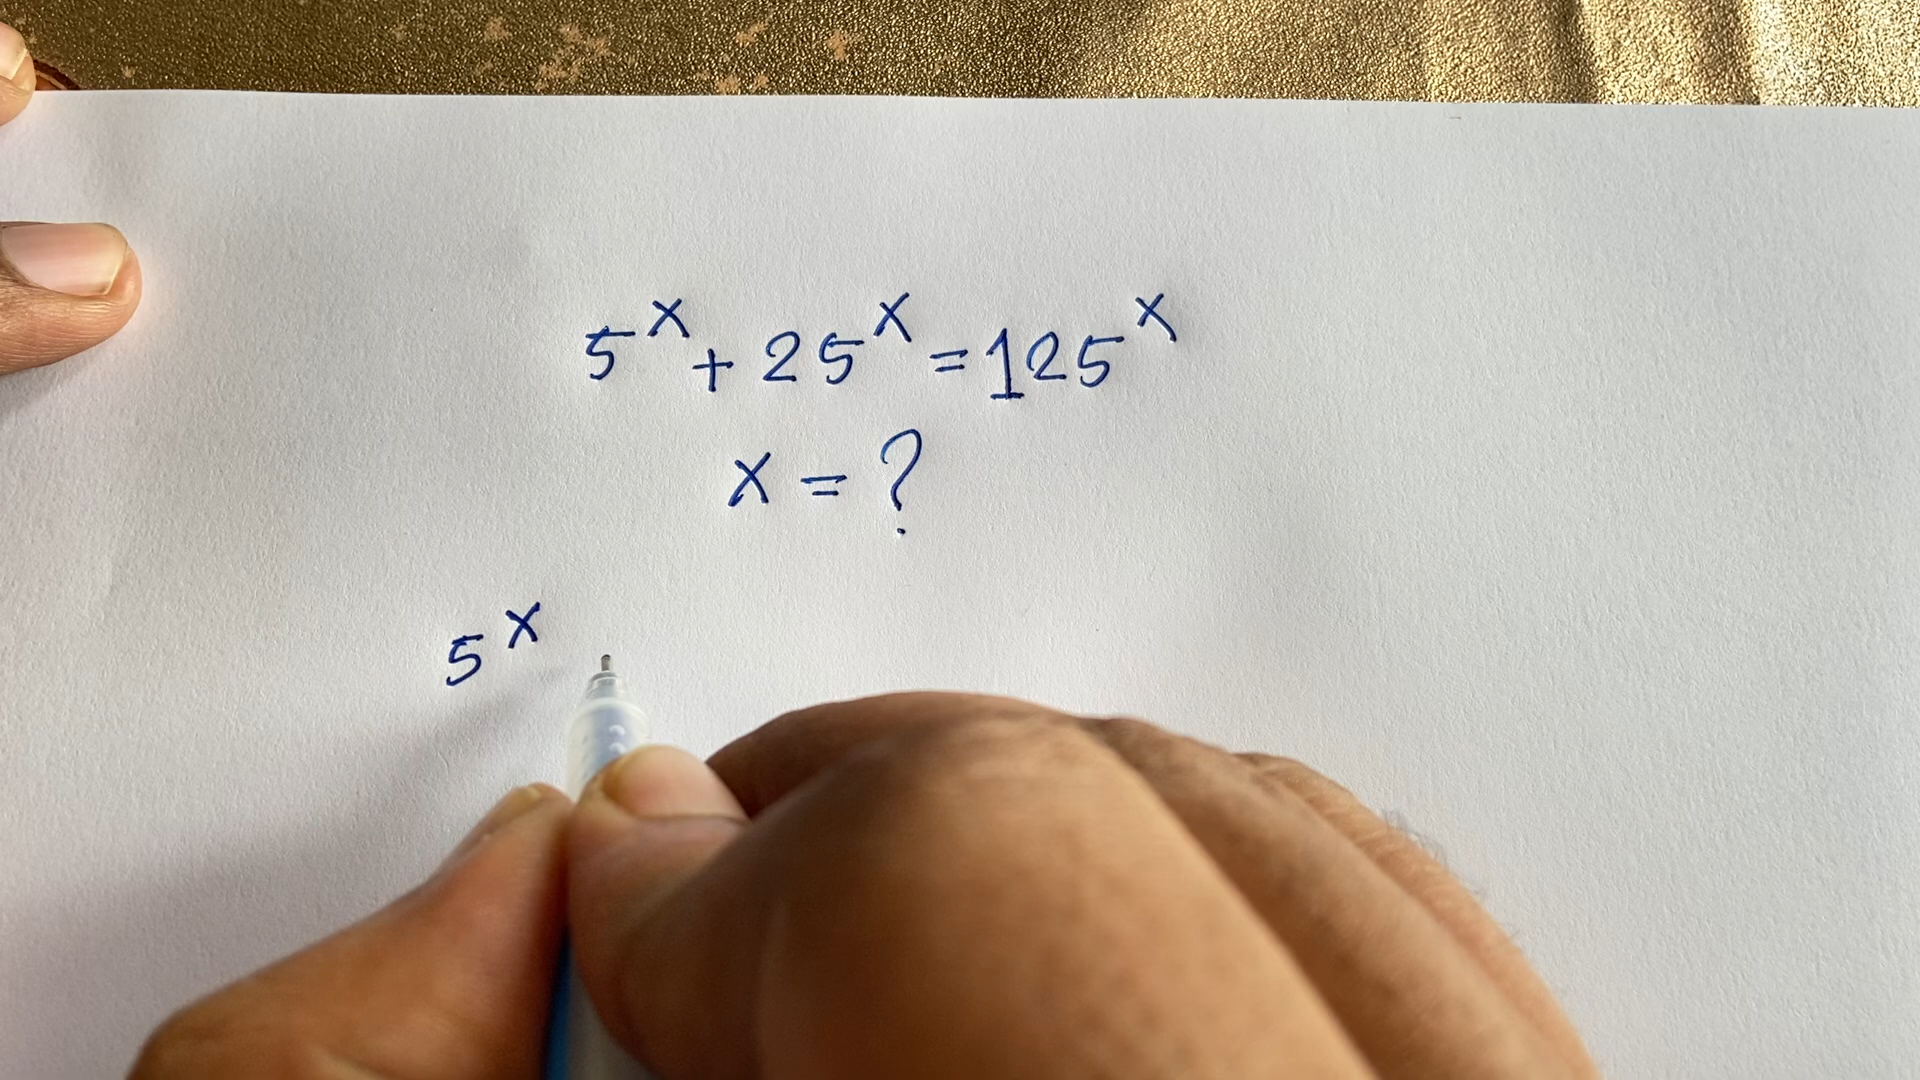 5^x + 25^x = 125^x
x = ?
5^x